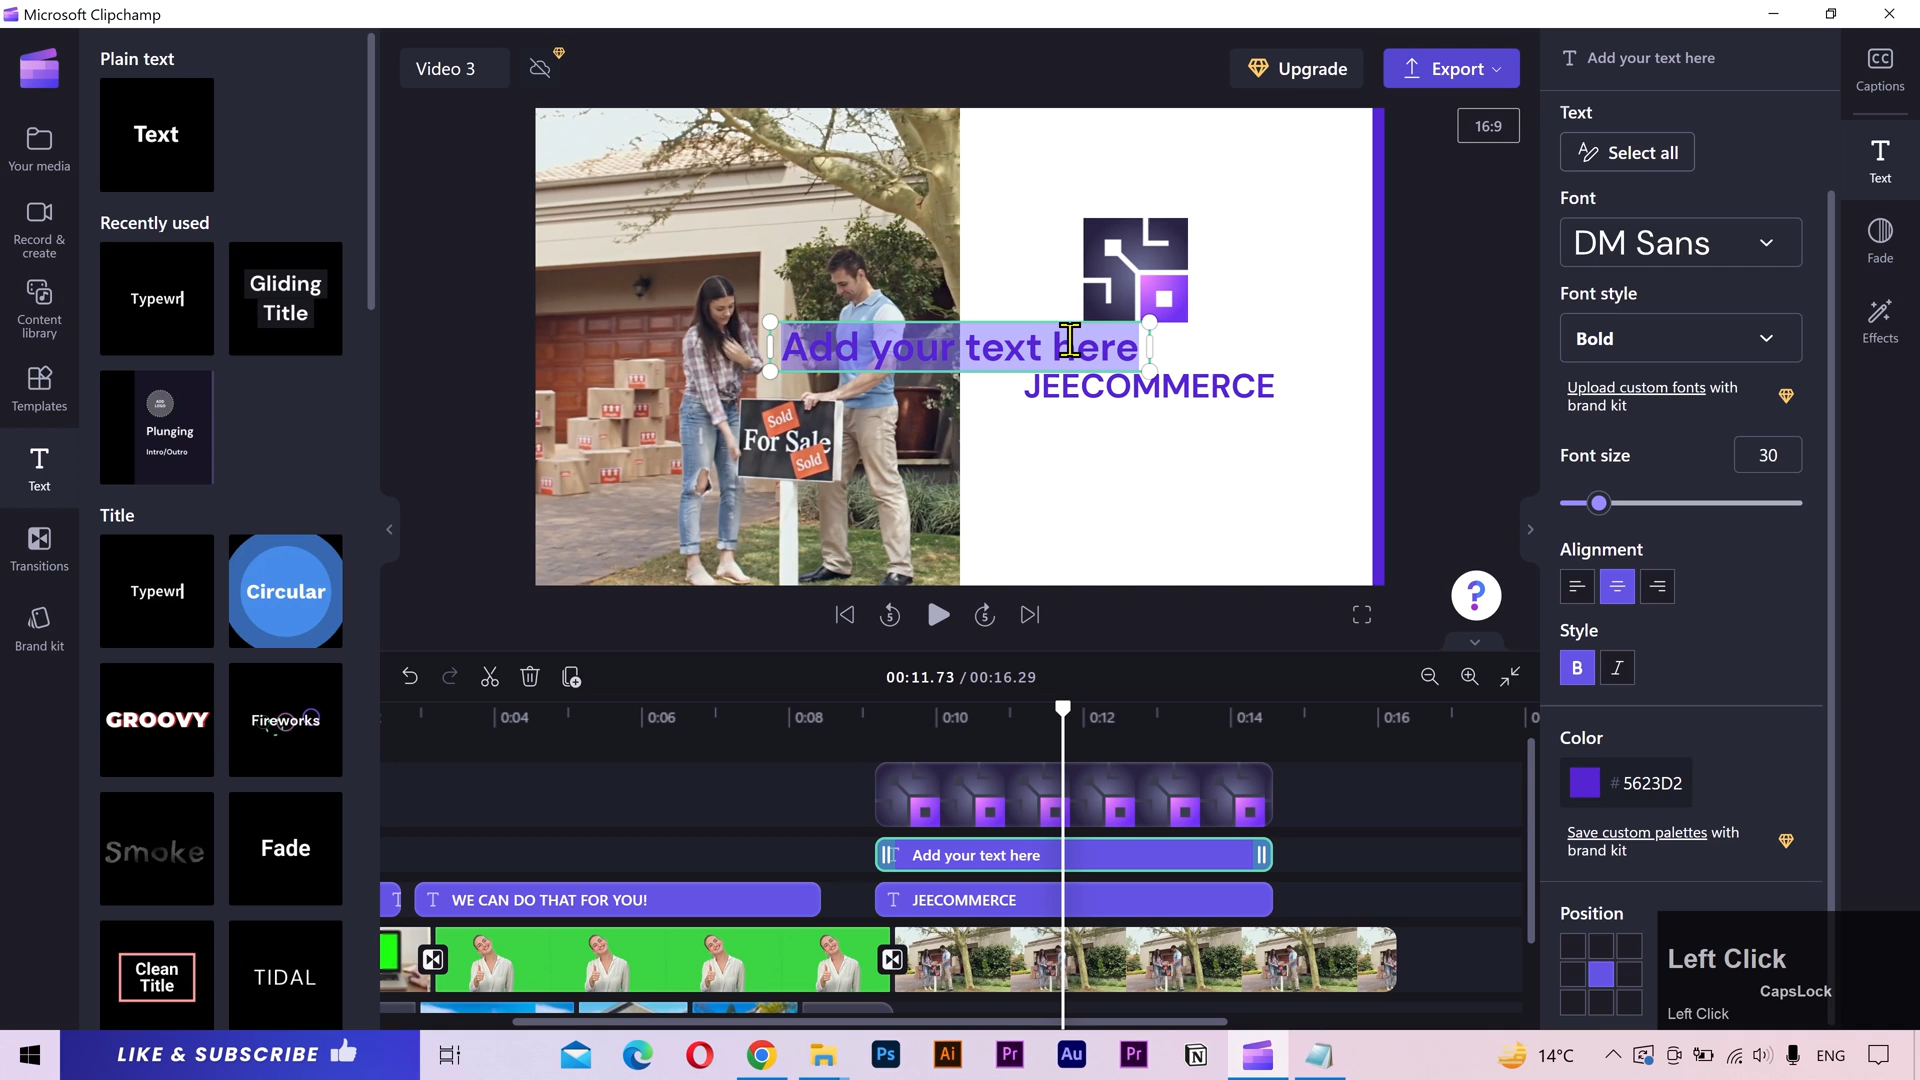 Microsoft Clipchamp
Your media
Record & create
Content library
Templates
Text
Transitions
Brand kit
Plain text
Text
Recently used
Typewr
Gliding Title
ADD LOGO
Plunging
Intro/Outro
Title
Typewr
Circular
GROOVY
Fireworks
Smoke
Fade
Clean Title
TIDAL
Video 3
Upgrade
Export
16:9
Add your text here
JEECOMMERCE
Sold
For Sale
Sold
5
5
?
00:11.73 / 00:16.29
0:04
0:06
0:08
0:10
0:12
0:14
0:16
Add your text here
WE CAN DO THAT FOR YOU!
JEECOMMERCE
Add your text here
Text
Select all
Font
DM Sans
Font style
Bold
Upload custom fonts with brand kit
Font size
30
Alignment
Style
B
I
Color
# 5623D2
Save custom palettes with brand kit
Position
CC
Captions
Text
Fade
Effects
Left Click
CapsLock
Left Click
LIKE & SUBSCRIBE
Ps
Ai
Pr
Au
Pr
14°C
ENG